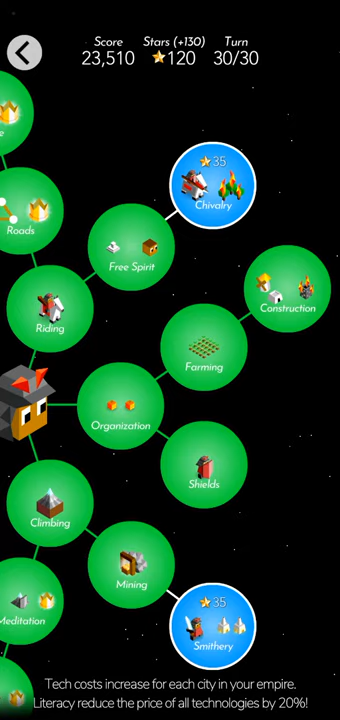 Score Stars (+130) Turn
23,510 120 30/30
35
Chivalry
Roads
Free Spirit
Construction
Riding
Farming
Organization
Shields
Climbing
Mining
Meditation
35
Smithery
Tech costs increase for each city in your empire.
Literacy reduce the price of all technologies by 20%!